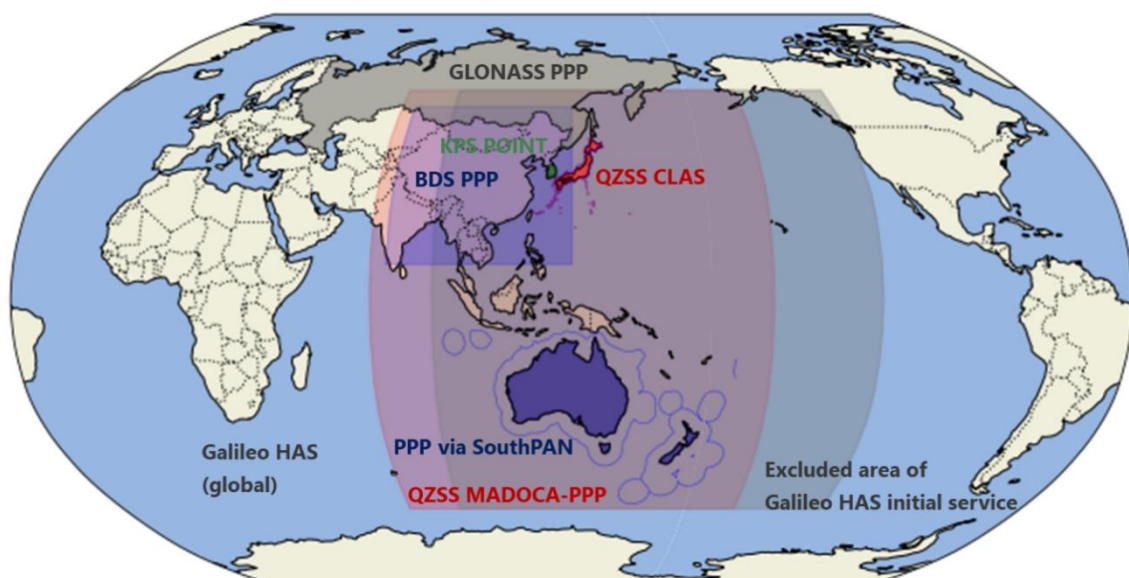 GLONASS PPP
KPS POINT
BDS PPP
QZSS CLAS
Galileo HAS
(global)
PPP via SouthPAN
QZSS MADOCA-PPP
Excluded area of
Galileo HAS initial service